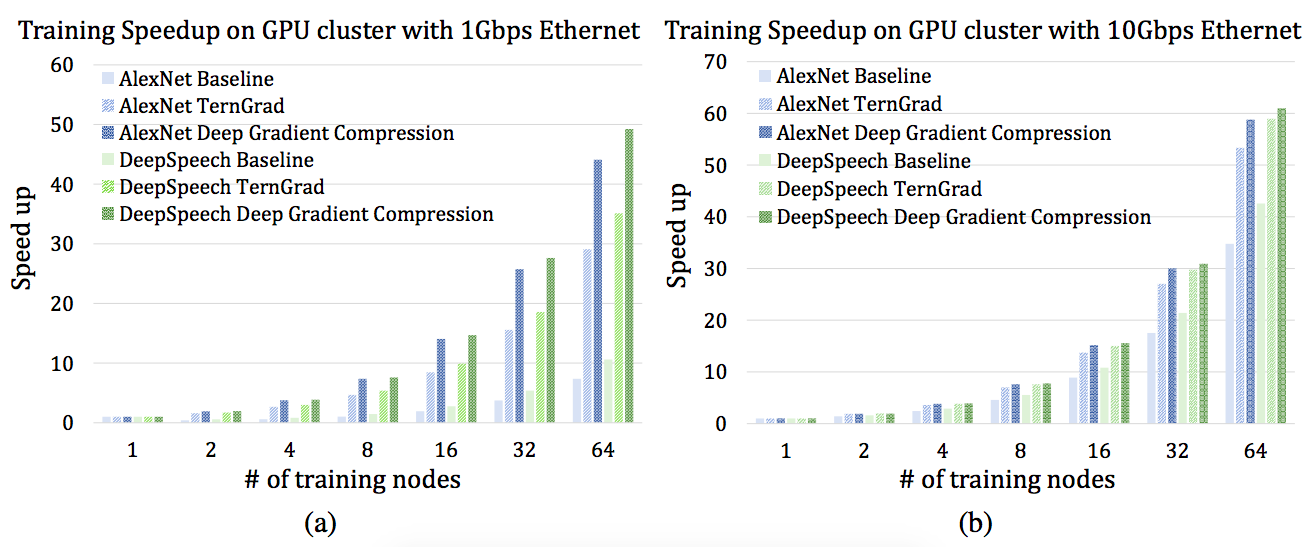 Training Speedup on GPU cluster with 1Gbps Ethernet
60
50
40
30
20
10
0
Speed up
AlexNet Baseline
AlexNet TernGrad
AlexNet Deep Gradient Compression
DeepSpeech Baseline
DeepSpeech TernGrad
DeepSpeech Deep Gradient Compression
1 2 4 8 16 32 64
# of training nodes
(a)
Training Speedup on GPU cluster with 10Gbps Ethernet
70
60
50
40
30
20
10
0
Speed up
AlexNet Baseline
AlexNet TernGrad
AlexNet Deep Gradient Compression
DeepSpeech Baseline
DeepSpeech TernGrad
DeepSpeech Deep Gradient Compression
1 2 4 8 16 32 64
# of training nodes
(b)